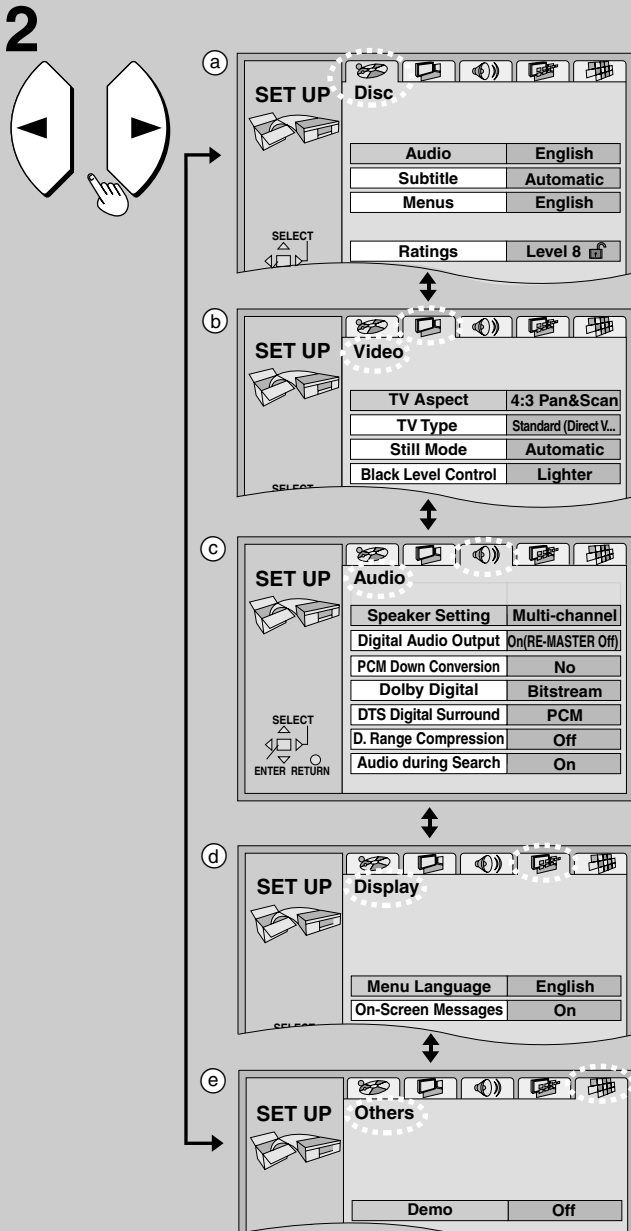 2
a
SET UP Disc
Audio English
Subtitle Automatic
Menus English
SELECT
Ratings Level 8
b
SET UP Video
TV Aspect 4:3 Pan&Scan
TV Type Standard (Direct V...
Still Mode Automatic
Black Level Control Lighter
SELECT
c
SET UP Audio
Speaker Setting Multi-channel
Digital Audio Output On(RE-MASTER Off)
PCM Down Conversion No
Dolby Digital Bitstream
DTS Digital Surround PCM
D. Range Compression Off
Audio during Search On
SELECT
ENTER RETURN
d
SET UP Display
Menu Language English
On-Screen Messages On
SELECT
e
SET UP Others
Demo Off